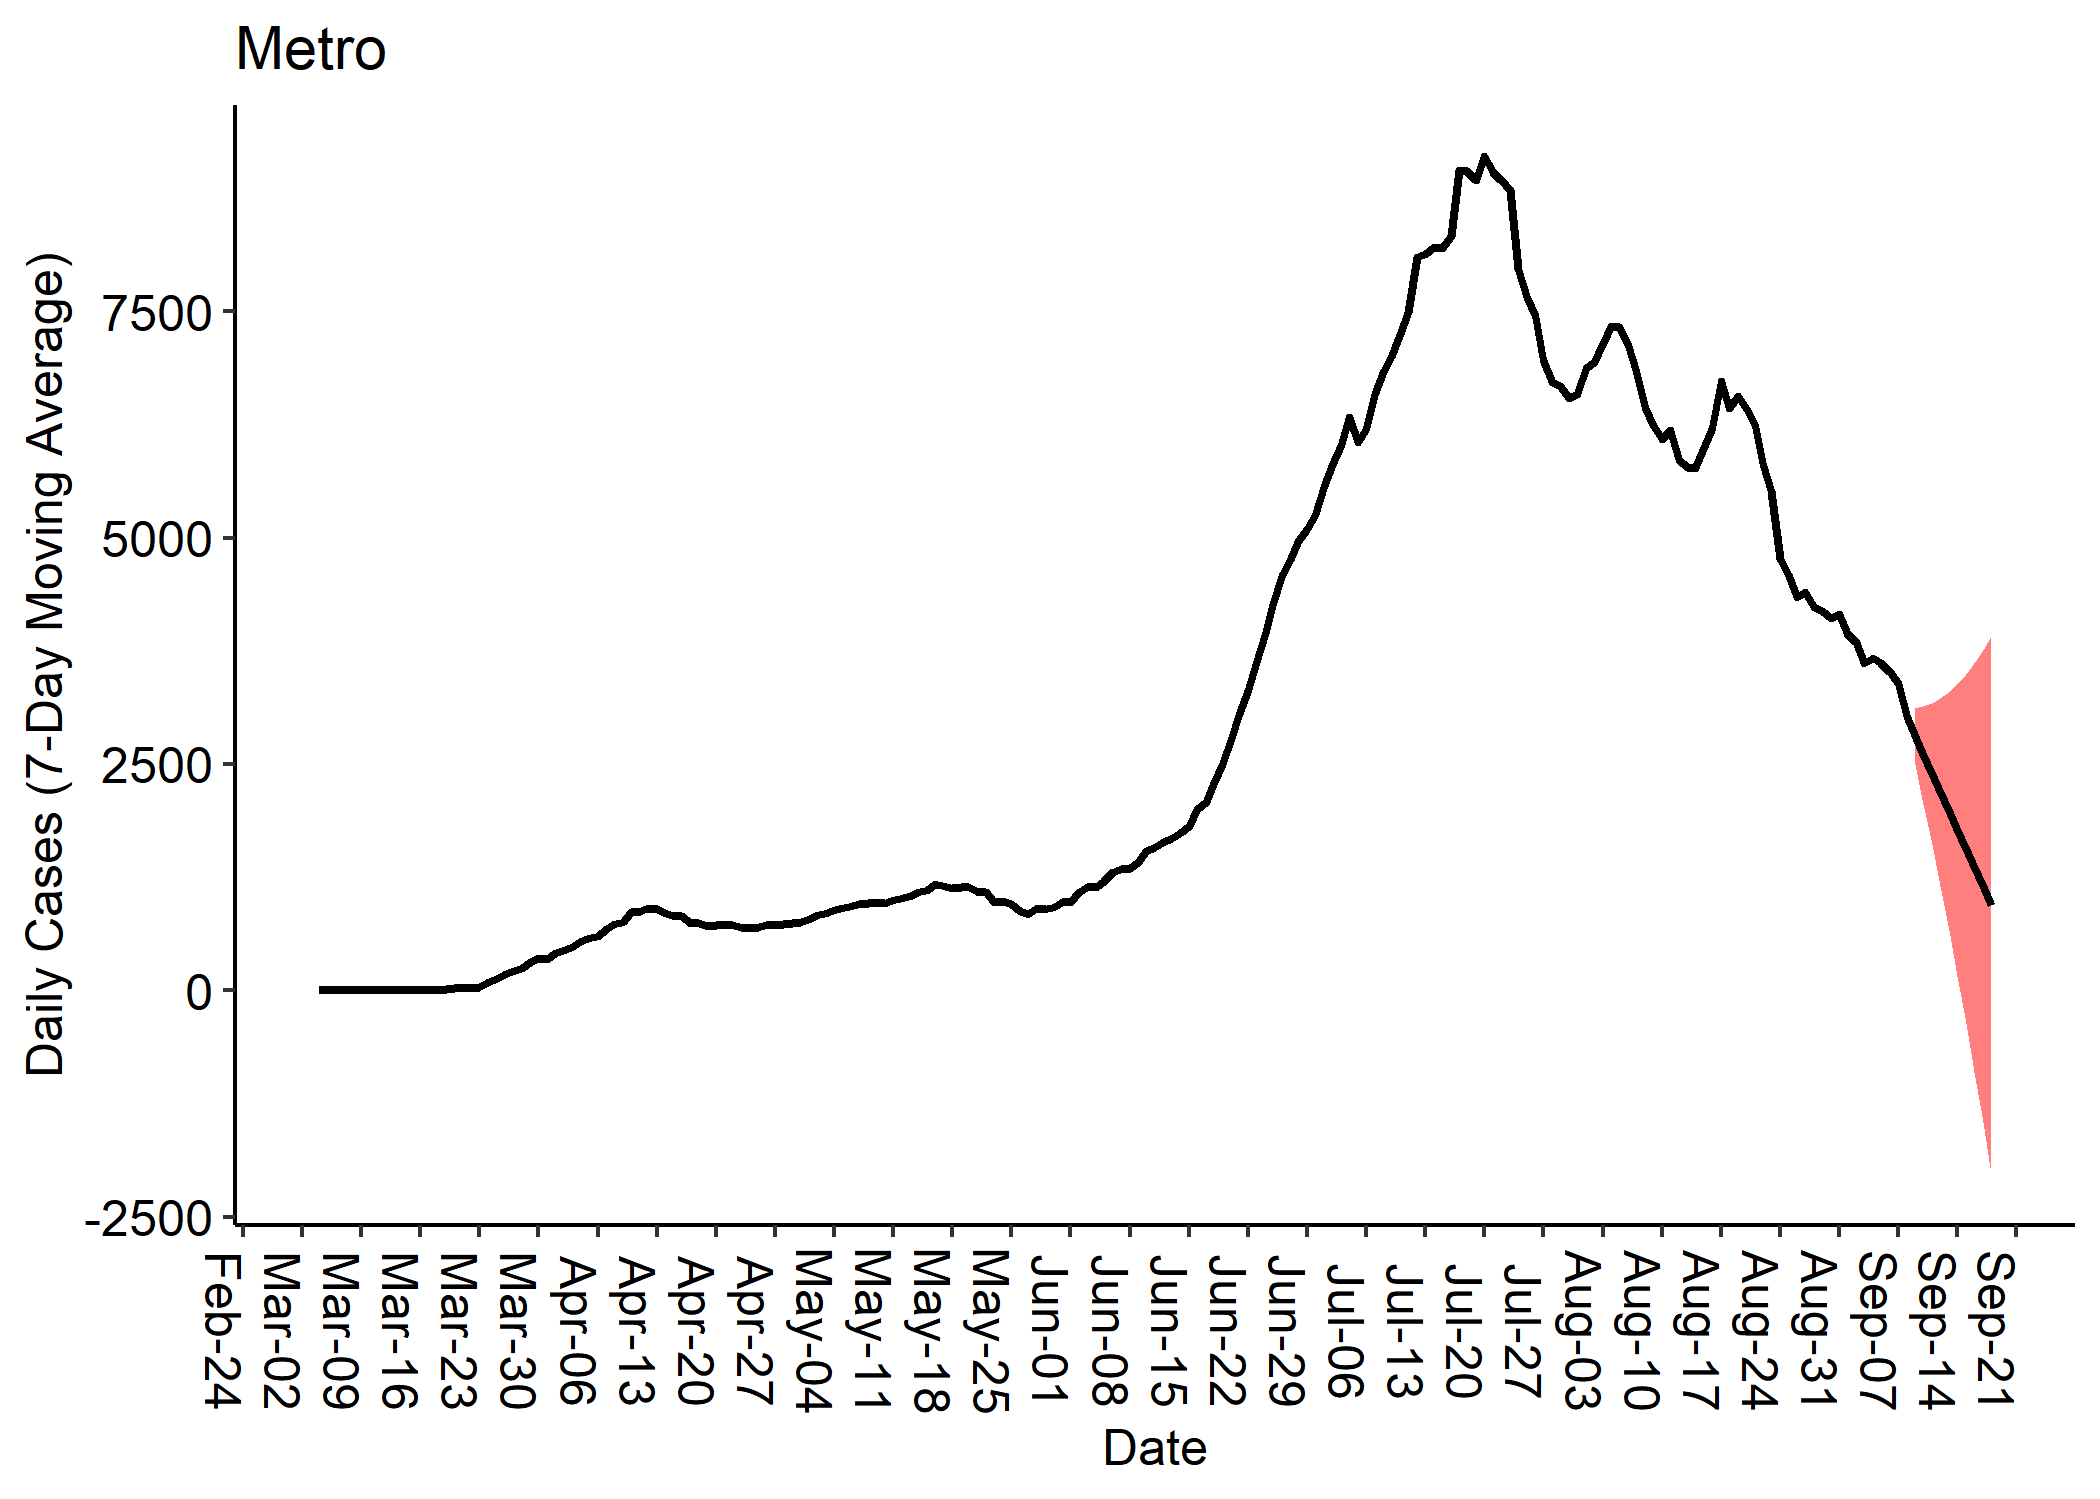 Metro
Daily Cases (7-Day Moving Average)
7500
5000
2500
0
-2500
Feb-24
Mar-02
Mar-09
Mar-16
Mar-23
Mar-30
Apr-06
Apr-13
Apr-20
Apr-27
May-04
May-11
May-18
May-25
Jun-01
Jun-08
Jun-15
Jun-22
Jun-29
Jul-06
Jul-13
Jul-20
Jul-27
Aug-03
Aug-10
Aug-17
Aug-24
Aug-31
Sep-07
Sep-14
Sep-21
Date